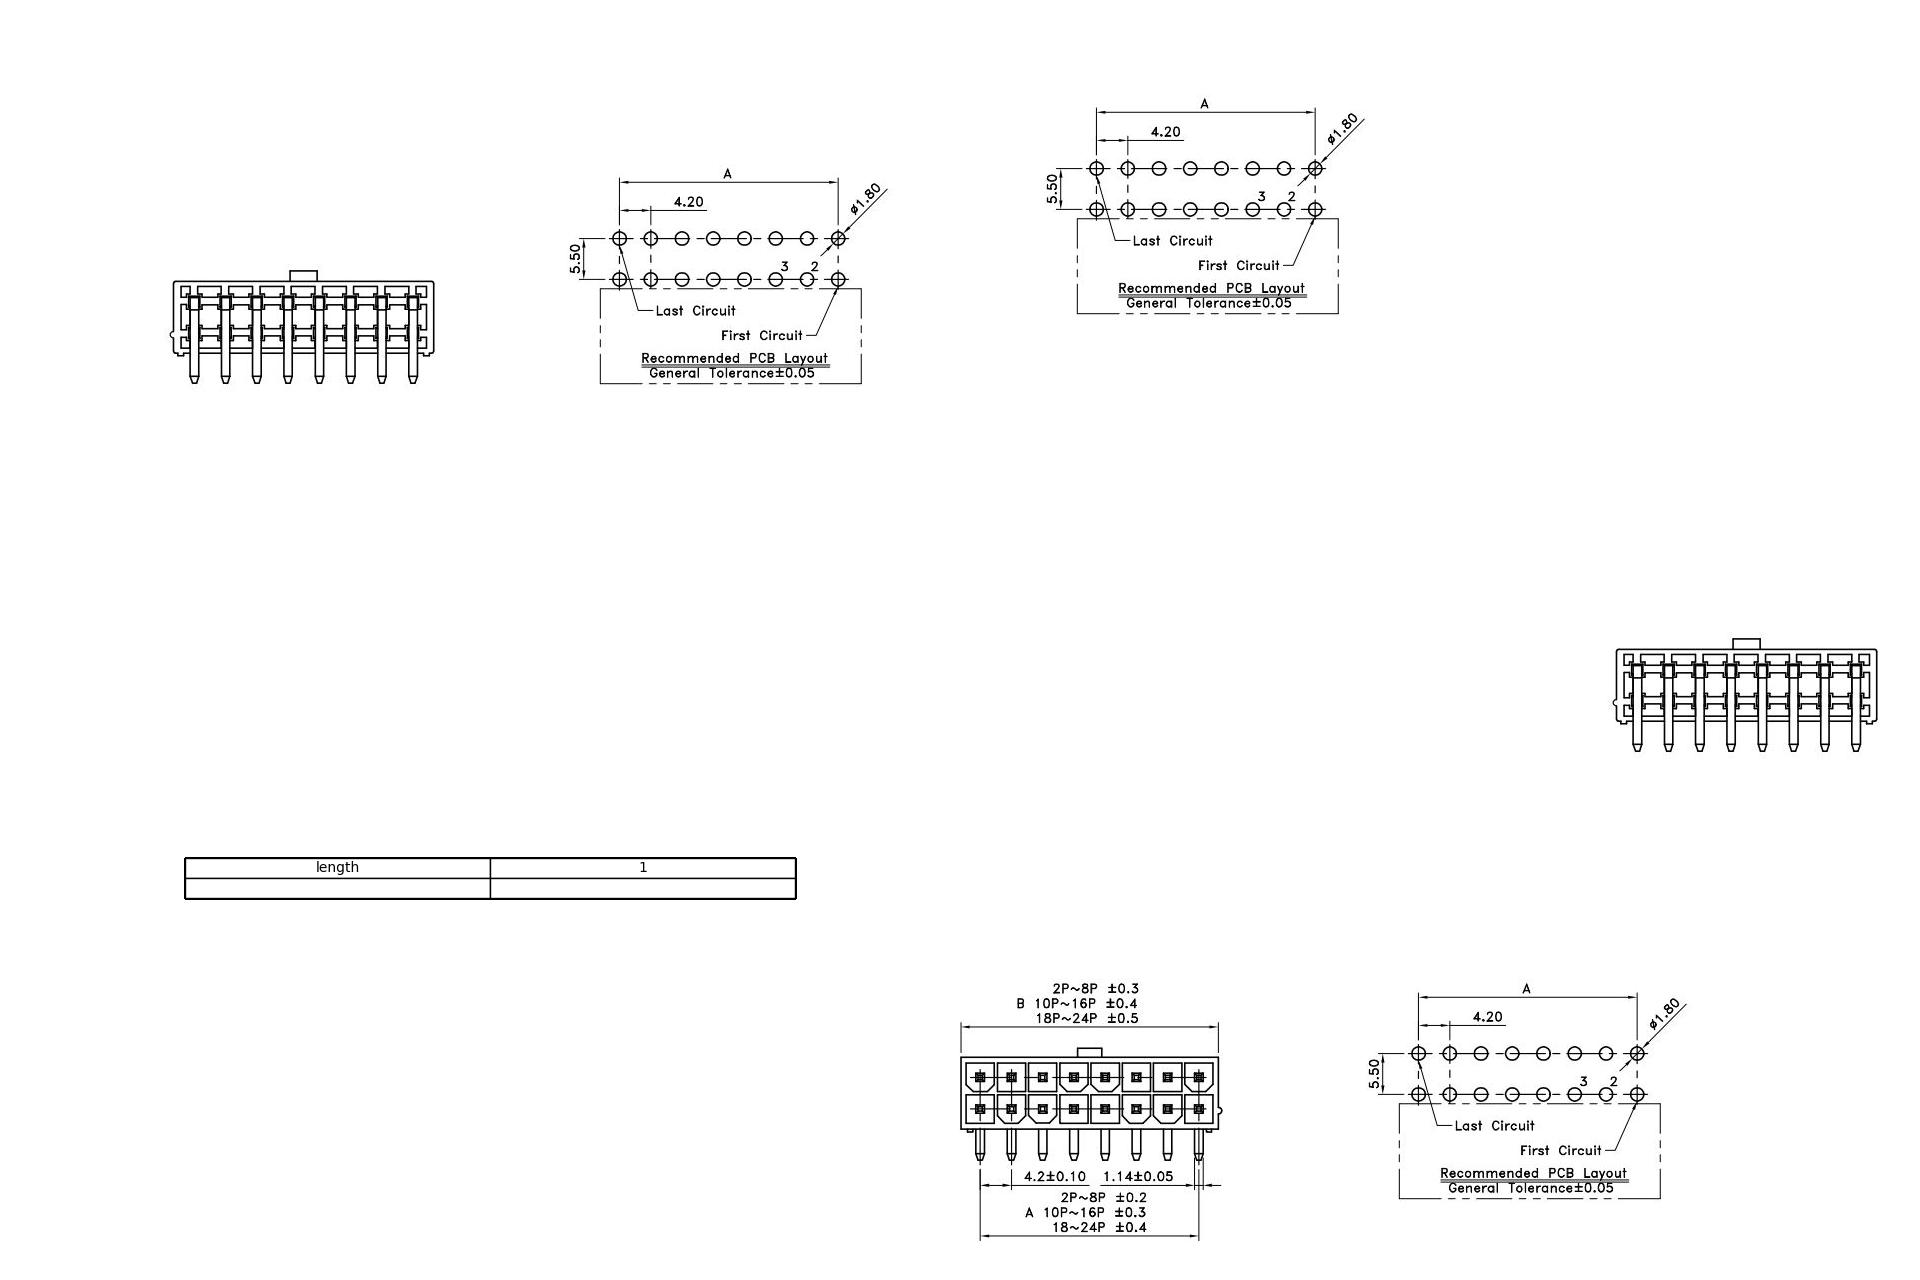 A
4.20
ø1.80
5.50
3 2
Last Circuit
First Circuit
Recommended PCB Layout
General Tolerance±0.05
A
4.20
ø1.80
5.50
3 2
Last Circuit
First Circuit
Recommended PCB Layout
General Tolerance±0.05
length 1
2P~8P ±0.3
B 10P~16P ±0.4
18P~24P ±0.5
4.2±0.10 1.14±0.05
2P~8P ±0.2
A 10P~16P ±0.3
18~24P ±0.4
A
4.20
ø1.80
5.50
3 2
Last Circuit
First Circuit
Recommended PCB Layout
General Tolerance±0.05